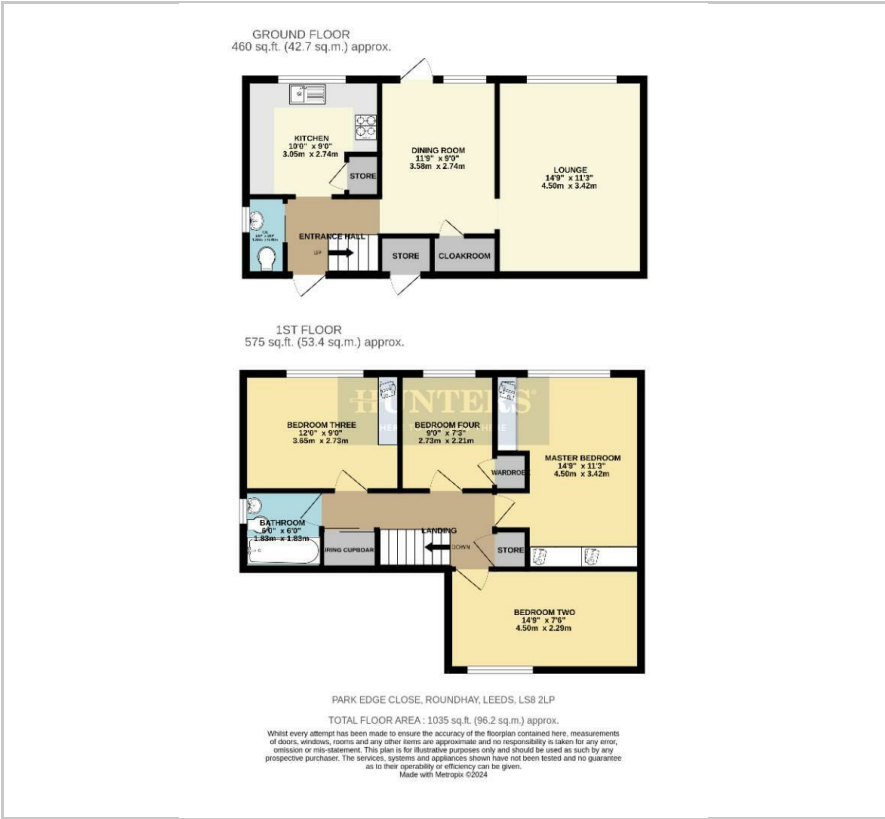 GROUND FLOOR
460 sq.ft. (42.7 sq.m.) approx.
KITCHEN
10'0" x 9'0"
3.05m x 2.74m
DINING ROOM
11'9" x 9'0"
3.58m x 2.74m
LOUNGE
14'9" x 11'3"
4.50m x 3.42m
STORE
ENTRANCE HALL
UP
STORE
CLOAKROOM
1ST FLOOR
575 sq.ft. (53.4 sq.m.) approx.
HUNTERS
BEDROOM THREE
12'0" x 9'0"
3.65m x 2.73m
BEDROOM FOUR
9'0" x 7'3"
2.73m x 2.21m
MASTER BEDROOM
14'9" x 11'3"
4.50m x 3.42m
WARDROBE
BATHROOM
6'0" x 6'0"
1.83m x 1.83m
LANDING
IRING CUPBOAR
DOWN
STORE
BEDROOM TWO
14'9" x 7'6"
4.50m x 2.29m
PARK EDGE CLOSE, ROUNDHAY, LEEDS, LS8 2LP
TOTAL FLOOR AREA : 1035 sq.ft. (96.2 sq.m.) approx.
Whilst every attempt has been made to ensure the accuracy of the floorplan contained here, measurements
of doors, windows, rooms and any other items are approximate and no responsibility is taken for any error,
omission or mis-statement. This plan is for illustrative purposes only and should be used as such by any
prospective purchaser. The services, systems and appliances shown have not been tested and no guarantee
as to their operability or efficiency can be given.
Made with Metropix ©2024